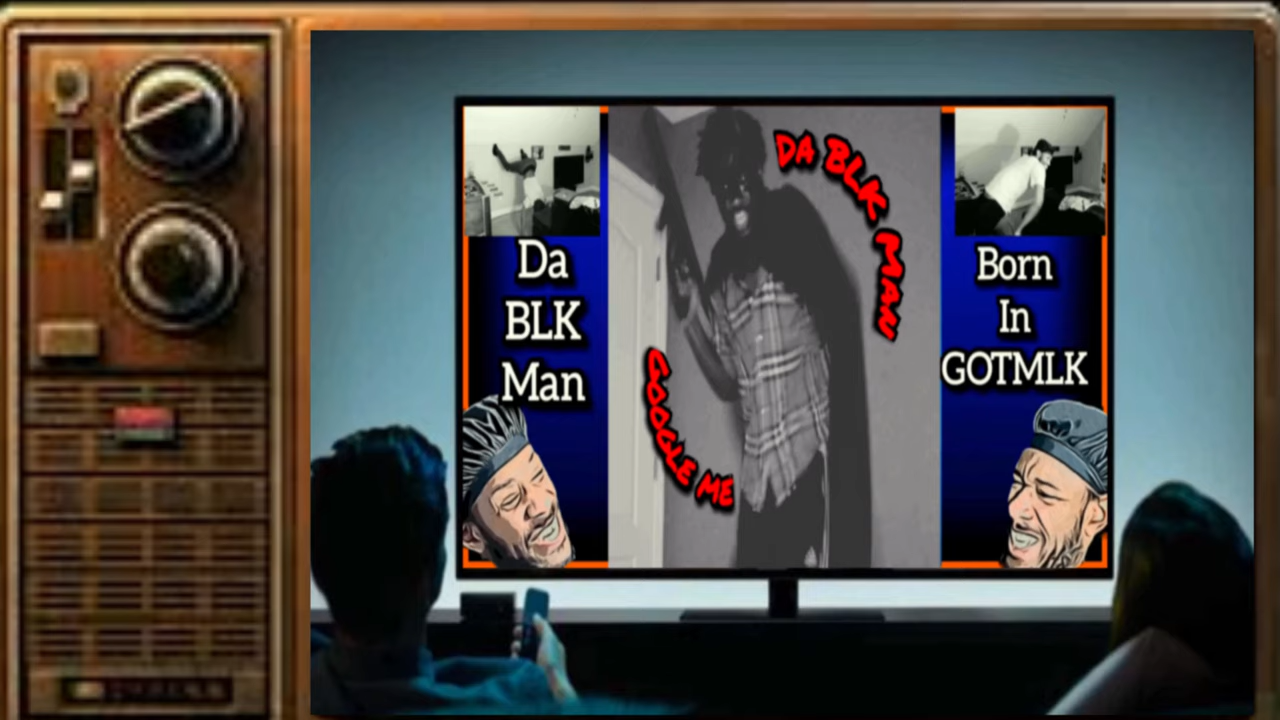 DA BLK MAN
GOOGLE ME
Da
BLK
Man
Born
In
GOTMLK